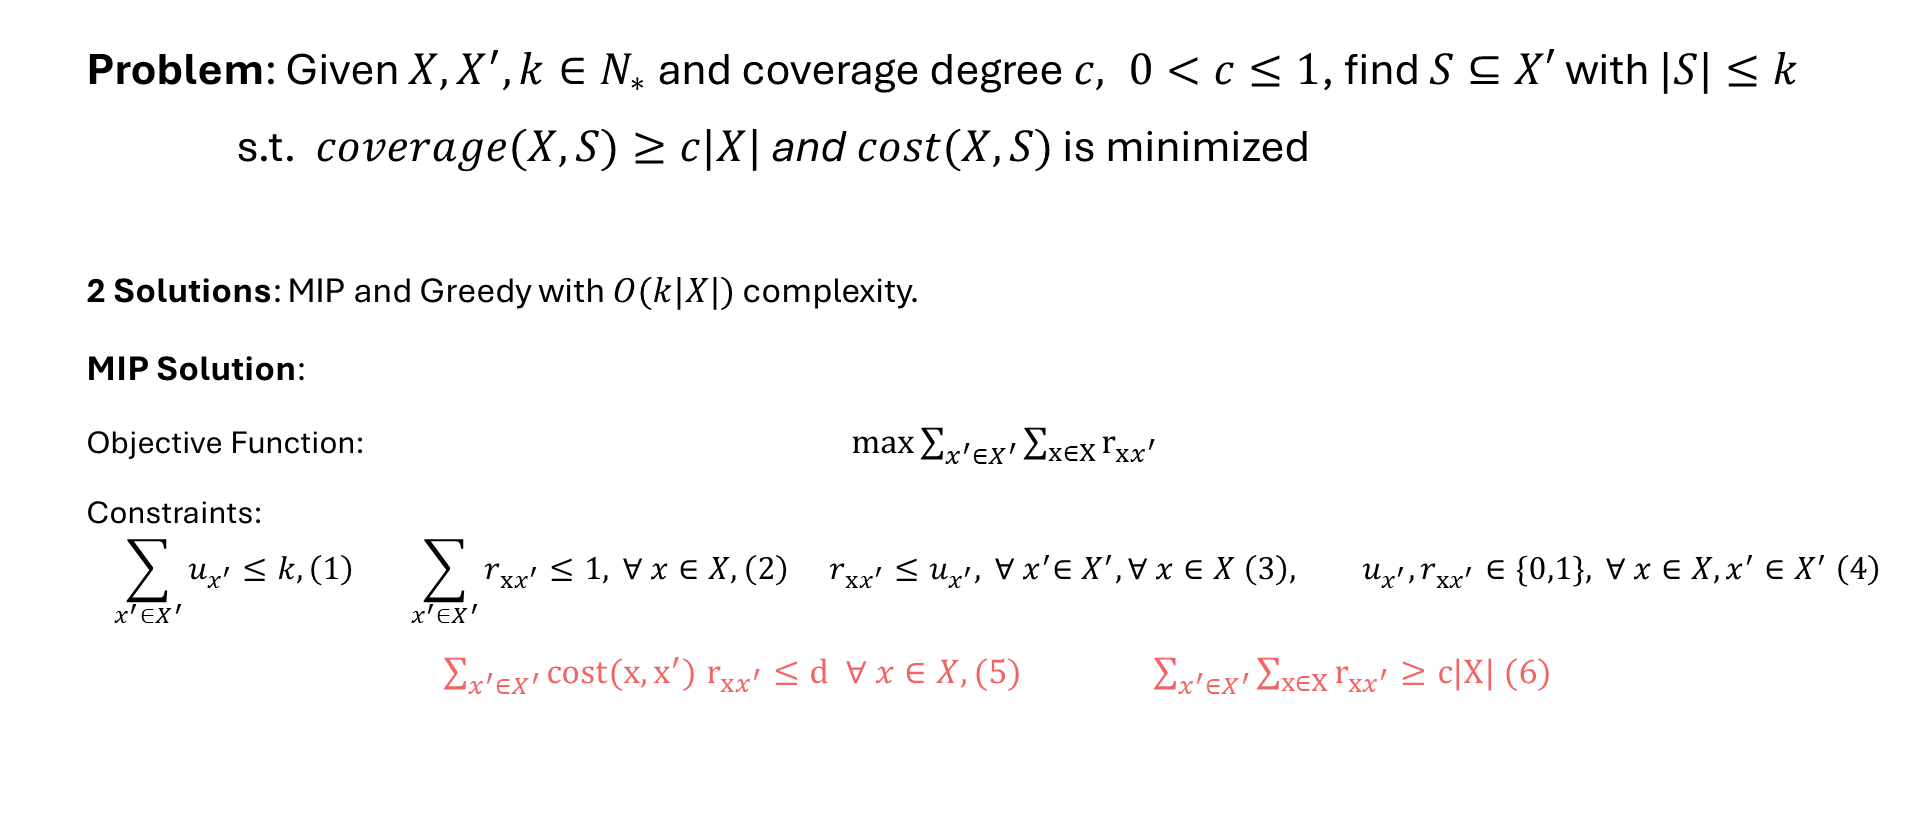 Problem: Given X, X′, k ∈ N∗ and coverage degree c, 0 < c ≤ 1, find S ⊆ X′ with |S| ≤ k
s.t. coverage(X, S) ≥ c|X| and cost(X, S) is minimized
2 Solutions: MIP and Greedy with O(k|X|) complexity.
MIP Solution:
Objective Function: max ∑x′∈X′ ∑x∈X rxx′
Constraints:
∑x′∈X′ ux′ ≤ k, (1) ∑x′∈X′ rxx′ ≤ 1, ∀ x ∈ X, (2) rxx′ ≤ ux′, ∀ x′∈ X′, ∀ x ∈ X (3), ux′, rxx′ ∈ {0,1}, ∀ x ∈ X, x′ ∈ X′ (4)
∑x′∈X′ cost(x, x′) rxx′ ≤ d ∀ x ∈ X, (5) ∑x′∈X′ ∑x∈X rxx′ ≥ c|X| (6)